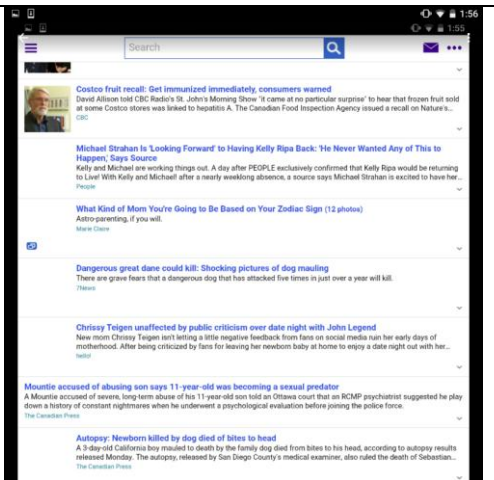 1:56
1:55
Search
Costco fruit recall: Get immunized immediately, consumers warned
David Allison told CBC Radio's St. John's Morning Show "it came at no particular surprise" to hear that frozen fruit sold
at some Costco stores was linked to hepatitis A. The Canadian Food Inspection Agency issued a recall on Nature's...
CBC
Michael Strahan Is 'Looking Forward' to Having Kelly Ripa Back: 'He Never Wanted Any of This to
Happen,' Says Source
Kelly and Michael are working things out. A day after PEOPLE exclusively confirmed that Kelly Ripa would be returning
to Live! With Kelly and Michael! after a nearly weeklong absence, a source says Michael Strahan is excited to have her...
People
What Kind of Mom You're Going to Be Based on Your Zodiac Sign (12 photos)
Astro-parenting, if you will.
Marie Claire
Dangerous great dane could kill: Shocking pictures of dog mauling
There are grave fears that a dangerous dog that has attacked five times in just over a year will kill.
7News
Chrissy Teigen unaffected by public criticism over date night with John Legend
New mom Chrissy Teigen isn't letting a little negative feedback from fans on social media ruin her early days of
motherhood. After being criticized by fans for leaving her newborn baby at home to enjoy a date night out with her...
hello!
Mountie accused of abusing son says 11-year-old was becoming a sexual predator
A Mountie accused of severe, long-term abuse of his 11-year-old son told an Ottawa court that an RCMP psychiatrist suggested he play
down a history of constant nightmares when he underwent a psychological evaluation before joining the police force.
The Canadian Press
Autopsy: Newborn killed by dog died of bites to head
A 3-day-old California boy mauled to death by the family dog died from bites to his head, according to autopsy results
released Monday. The autopsy, released by San Diego County's medical examiner, also ruled the death of Sebastian...
The Canadian Press